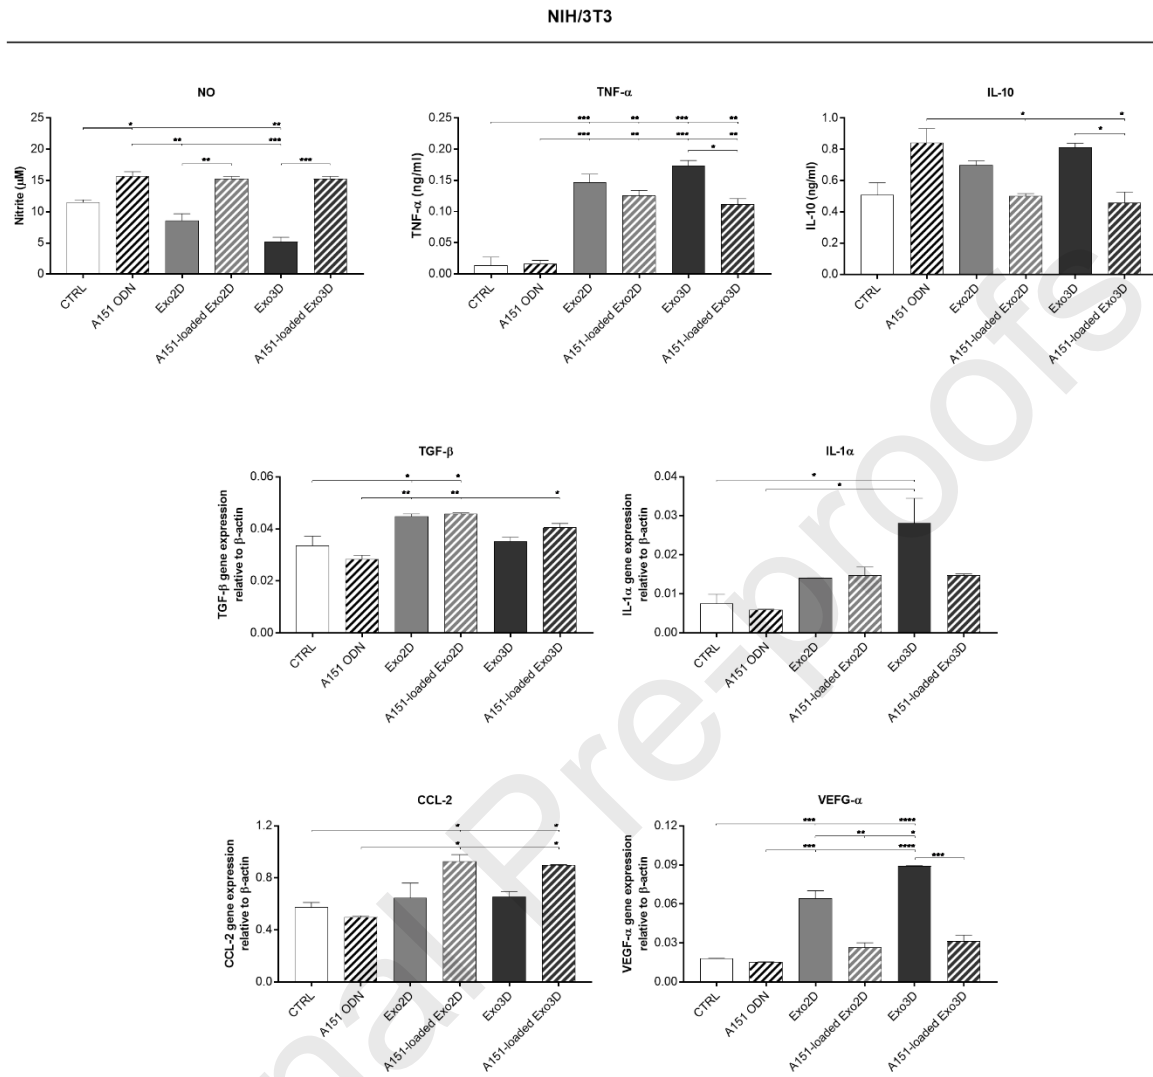 NIH/3T3
NO
Nitrite (μM)
25
20
15
10
5
0
* **
** ***
** ***
CTRL
A151 ODN
Exo2D
A151-loaded Exo2D
Exo3D
A151-loaded Exo3D
TNF-α
TNF-α (ng/ml)
0.25
0.20
0.15
0.10
0.05
0.00
*** ** *** **
*** ** *** **
*
CTRL
A151 ODN
Exo2D
A151-loaded Exo2D
Exo3D
A151-loaded Exo3D
IL-10
IL-10 (ng/ml)
1.0
0.8
0.6
0.4
0.2
0.0
* *
*
CTRL
A151 ODN
Exo2D
A151-loaded Exo2D
Exo3D
A151-loaded Exo3D
TGF-β
TGF-β gene expression
relative to β-actin
0.06
0.04
0.02
0.00
* *
** ** *
CTRL
A151 ODN
Exo2D
A151-loaded Exo2D
Exo3D
A151-loaded Exo3D
IL-1α
IL-1α gene expression
relative to β-actin
0.04
0.03
0.02
0.01
0.00
*
*
CTRL
A151 ODN
Exo2D
A151-loaded Exo2D
Exo3D
A151-loaded Exo3D
CCL-2
CCL-2 gene expression
relative to β-actin
1.2
0.8
0.4
0.0
* *
* *
CTRL
A151 ODN
Exo2D
A151-loaded Exo2D
Exo3D
A151-loaded Exo3D
VEFG-α
VEGF-α gene expression
relative to β-actin
0.12
0.09
0.06
0.03
0.00
*** ****
** *
*** ****
***
CTRL
A151 ODN
Exo2D
A151-loaded Exo2D
Exo3D
A151-loaded Exo3D
nal Pre-proofs